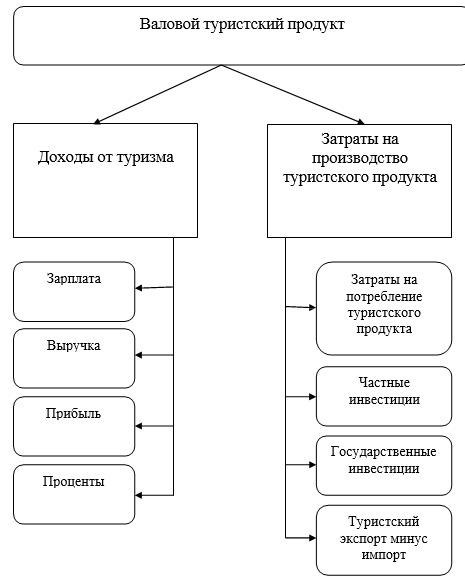 Валовой туристский продукт
Доходы от туризма
Затраты на
производство
туристского продукта
Зарплата
Выручка
Прибыль
Проценты
Затраты на
потребление
туристского
продукта
Частные
инвестиции
Государственные
инвестиции
Туристский
экспорт минус
импорт